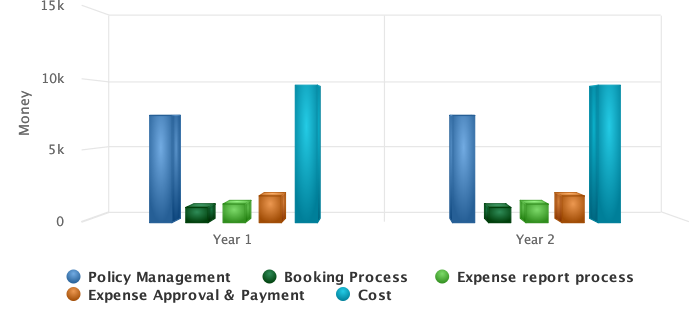 15k
10k
5k
0
Money
Year 1
Year 2
Policy Management
Booking Process
Expense report process
Expense Approval & Payment
Cost